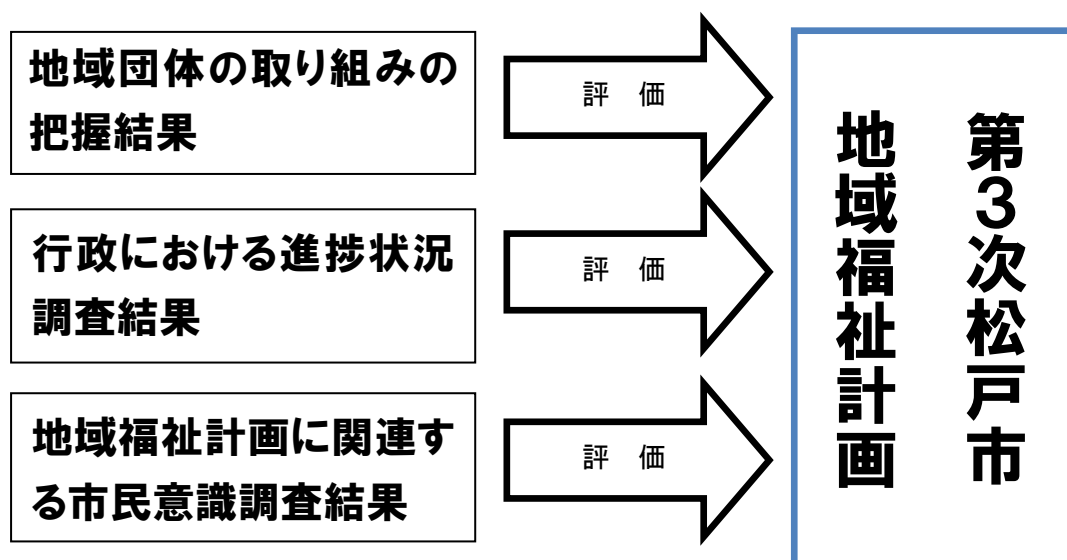 地域団体の取り組みの
把握結果
評 価
行政における進捗状況
調査結果
評 価
地域福祉計画に関連す
る市民意識調査結果
評 価
第3次松戸市
地域福祉計画